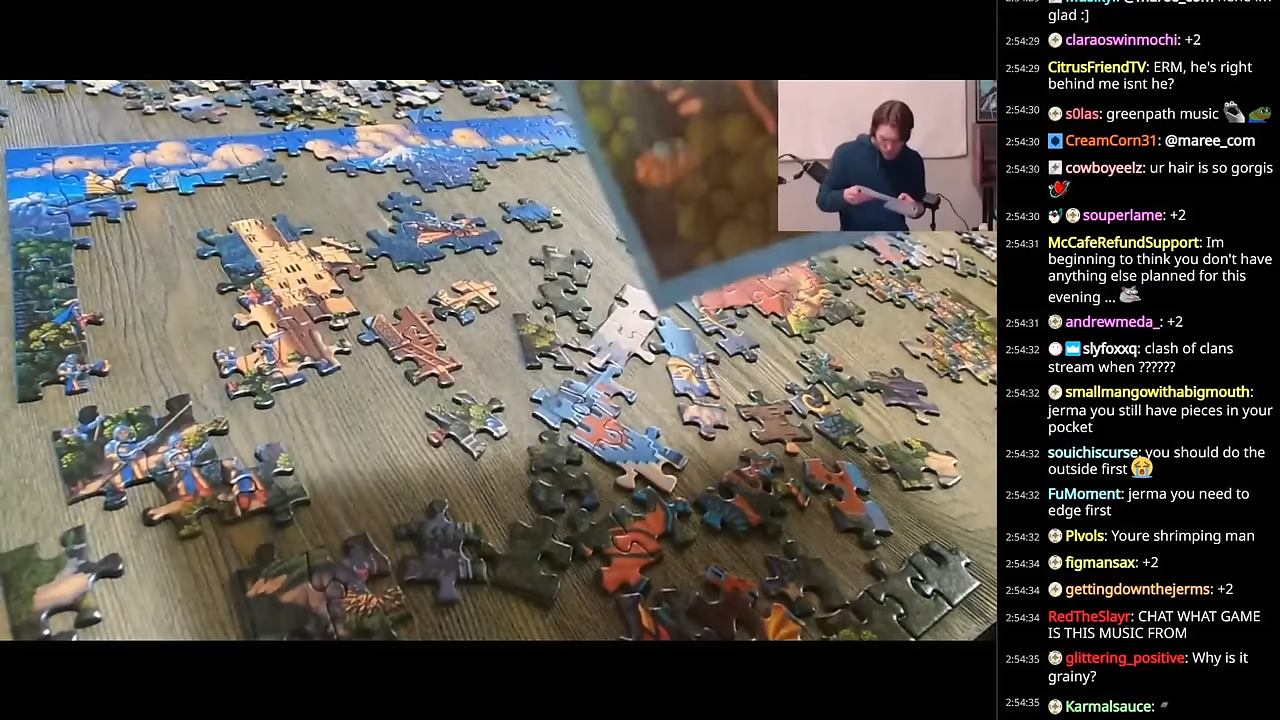 glad :]
2:54:29 claraoswinmochi: +2
2:54:29 CitrusFriendTV: ERM, he's right
behind me isnt he?
2:54:30 s0las: greenpath music
2:54:30 CreamCorn31: @maree_com
2:54:30 cowboyeelz: ur hair is so gorgis
2:54:30 souperlame: +2
2:54:31 McCafeRefundSupport: Im
beginning to think you don't have
anything else planned for this
evening ...
2:54:31 andrewmeda_: +2
2:54:32 slyfoxxq: clash of clans
stream when ??????
2:54:32 smallmangowithabigmouth:
jerma you still have pieces in your
pocket
2:54:32 souichiscurse: you should do the
outside first
2:54:32 FuMoment: jerma you need to
edge first
2:54:32 Plvols: Youre shrimping man
2:54:34 figmansax: +2
2:54:34 gettingdownthejerms: +2
2:54:34 RedTheSlayr: CHAT WHAT GAME
IS THIS MUSIC FROM
2:54:35 glittering_positive: Why is it
grainy?
2:54:35 Karmalsauce: